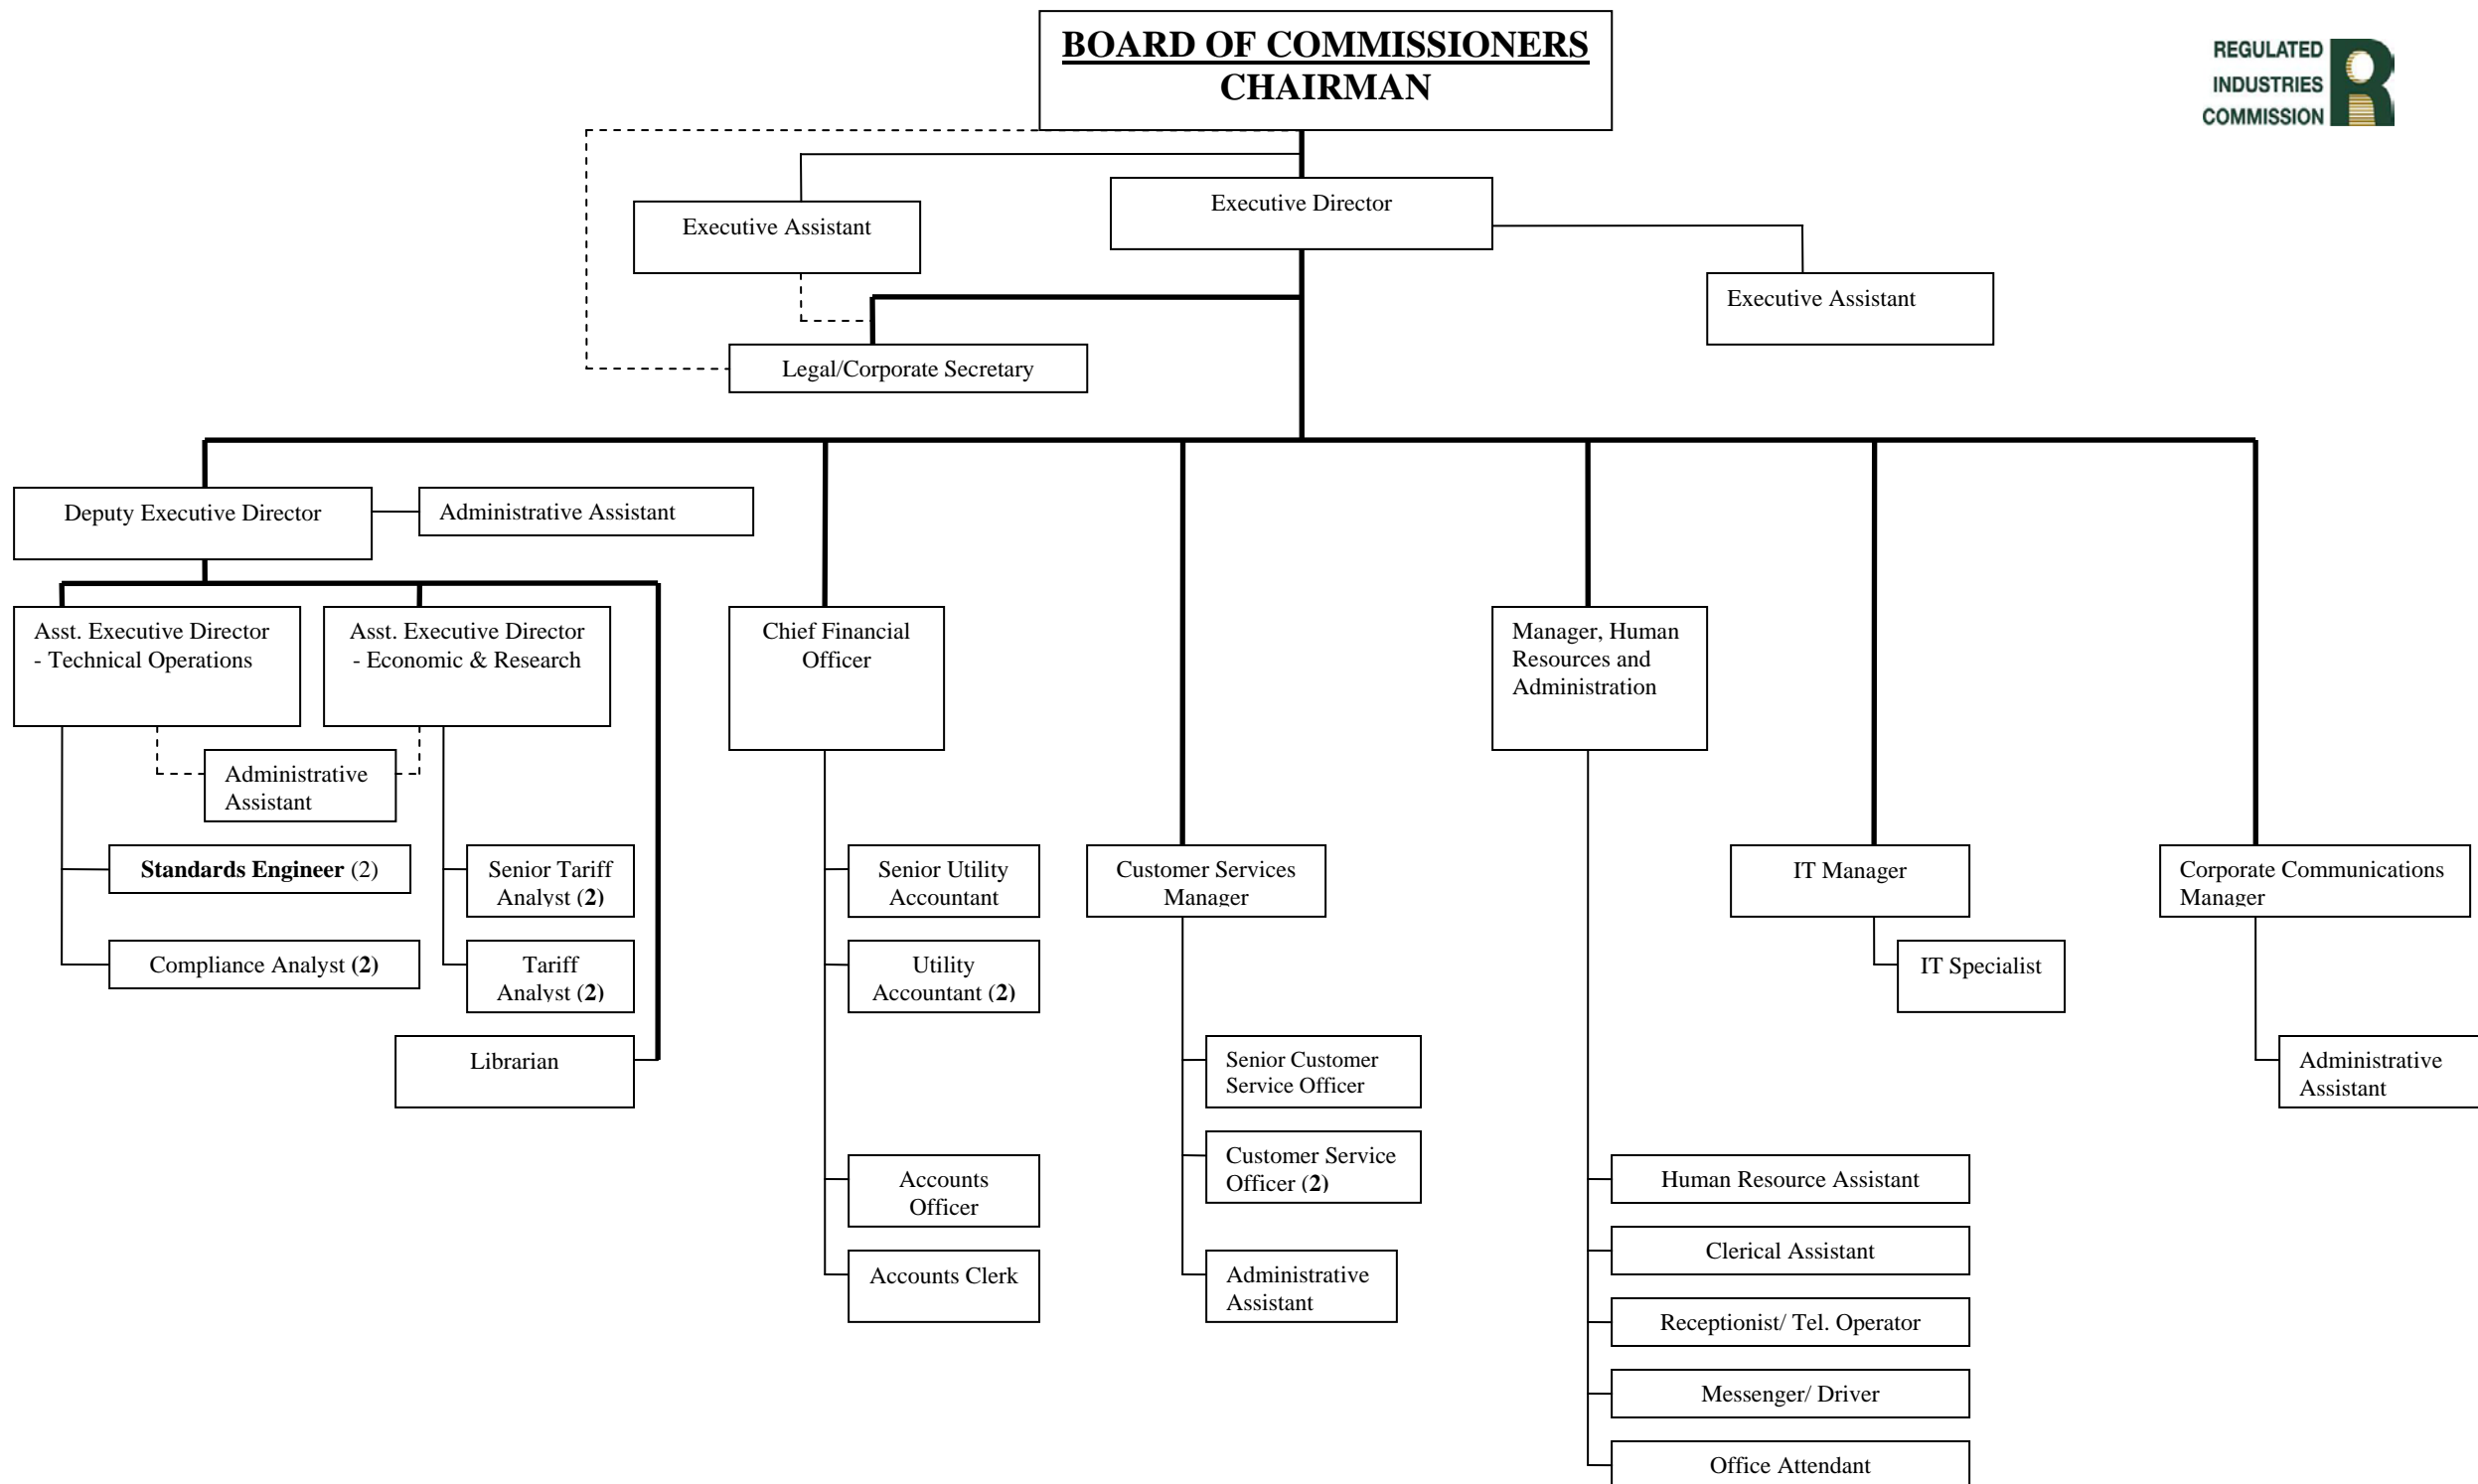 BOARD OF COMMISSIONERS
CHAIRMAN
REGULATED
INDUSTRIES
COMMISSION
Executive Assistant
Executive Director
Executive Assistant
Legal/Corporate Secretary
Deputy Executive Director
Administrative Assistant
Asst. Executive Director
- Technical Operations
Asst. Executive Director
- Economic & Research
Chief Financial
Officer
Manager, Human
Resources and
Administration
Administrative
Assistant
Standards Engineer (2)
Senior Tariff
Analyst (2)
Senior Utility
Accountant
Customer Services
Manager
IT Manager
Corporate Communications
Manager
Compliance Analyst (2)
Tariff
Analyst (2)
Utility
Accountant (2)
IT Specialist
Librarian
Senior Customer
Service Officer
Administrative
Assistant
Accounts
Officer
Customer Service
Officer (2)
Human Resource Assistant
Accounts Clerk
Administrative
Assistant
Clerical Assistant
Receptionist/ Tel. Operator
Messenger/ Driver
Office Attendant